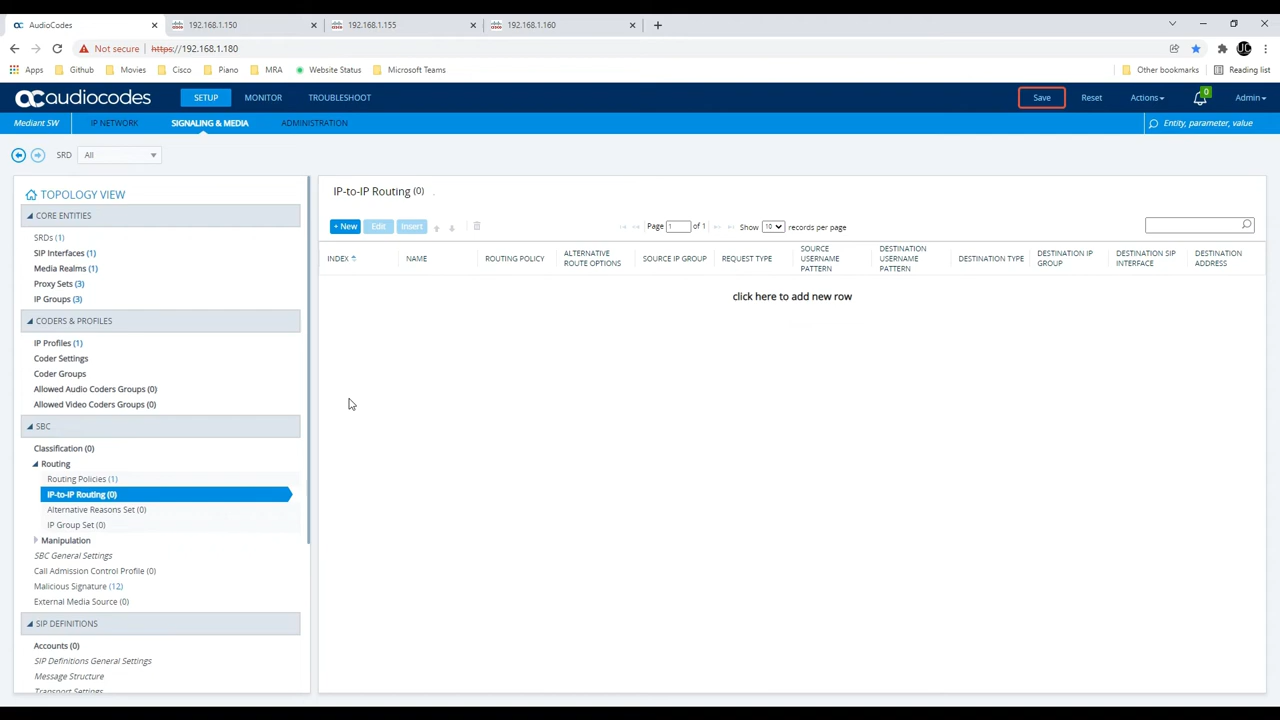 AudioCodes
192.168.1.150
192.168.1.155
192.168.1.160
Not secure https://192.168.1.180
Apps Github Movies Cisco Piano MRA Website Status Microsoft Teams Other bookmarks Reading list
audiocodes SETUP MONITOR TROUBLESHOOT Save Reset Actions 0 Admin
Mediant SW IP NETWORK SIGNALING & MEDIA ADMINISTRATION Entity, parameter, value
SRD All
TOPOLOGY VIEW
CORE ENTITIES
SRDs (1)
SIP Interfaces (1)
Media Realms (1)
Proxy Sets (3)
IP Groups (3)
CODERS & PROFILES
IP Profiles (1)
Coder Settings
Coder Groups
Allowed Audio Coders Groups (0)
Allowed Video Coders Groups (0)
SBC
Classification (0)
Routing
Routing Policies (1)
IP-to-IP Routing (0)
Alternative Reasons Set (0)
IP Group Set (0)
Manipulation
SBC General Settings
Call Admission Control Profile (0)
Malicious Signature (12)
External Media Source (0)
SIP DEFINITIONS
Accounts (0)
SIP Definitions General Settings
Message Structure
Transport Settings
IP-to-IP Routing (0)
+ New Edit Insert Page 1 of 1 Show 10 records per page
INDEX
NAME
ROUTING POLICY
ALTERNATIVE
ROUTE OPTIONS
SOURCE IP GROUP
REQUEST TYPE
SOURCE
USERNAME
PATTERN
DESTINATION
USERNAME
PATTERN
DESTINATION TYPE
DESTINATION IP
GROUP
DESTINATION SIP
INTERFACE
DESTINATION
ADDRESS
click here to add new row